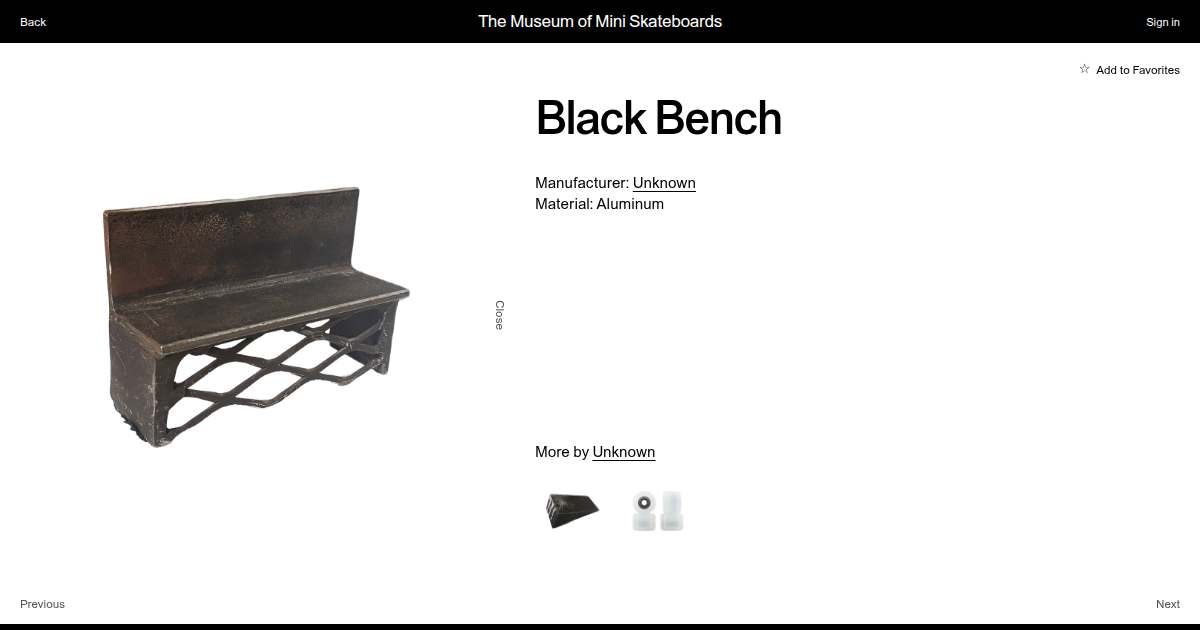 Back
The Museum of Mini Skateboards
Sign in
☆ Add to Favorites
Black Bench
Manufacturer: Unknown
Material: Aluminum
Close
More by Unknown
Previous
Next